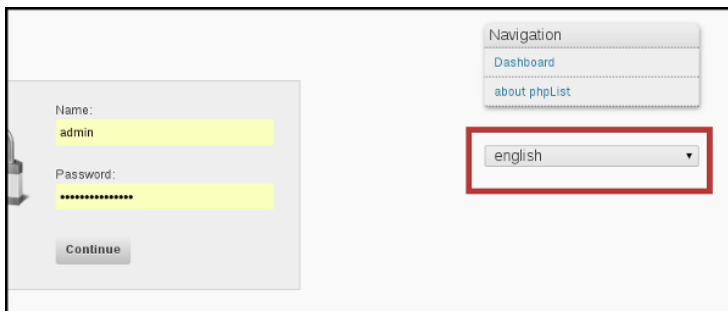 Navigation
Dashboard
about phpList
Name:
admin
Password:
•••••••••••••••
Continue
english